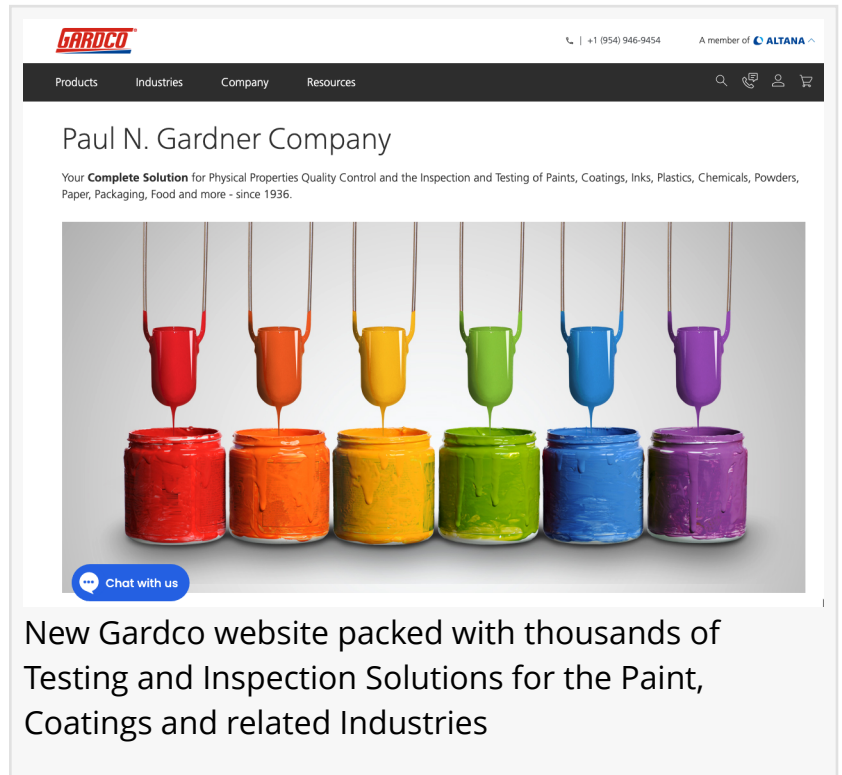 GARDCO
| +1 (954) 946-9454
A member of ALTANA
Products Industries Company Resources
Paul N. Gardner Company
Your Complete Solution for Physical Properties Quality Control and the Inspection and Testing of Paints, Coatings, Inks, Plastics, Chemicals, Powders,
Paper, Packaging, Food and more - since 1936.
Chat with us
New Gardco website packed with thousands of
Testing and Inspection Solutions for the Paint,
Coatings and related Industries